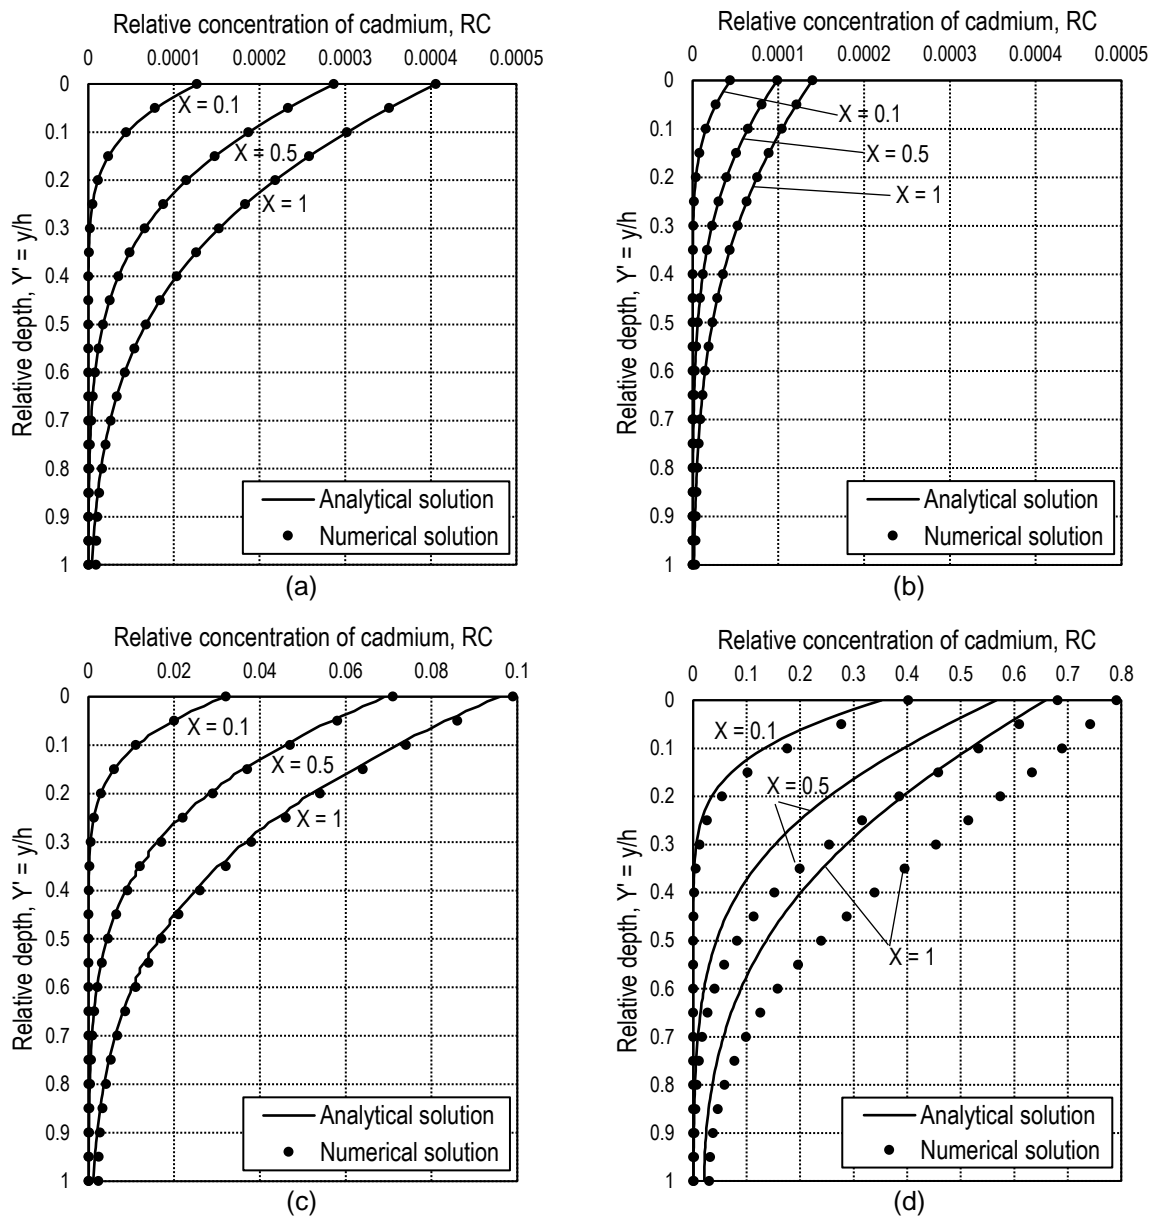 Relative concentration of cadmium, RC
0 0.0001 0.0002 0.0003 0.0004 0.0005
0
0.1
0.2
0.3
0.4
0.5
0.6
0.7
0.8
0.9
1
Relative depth, Y' = y/h
X = 0.1
X = 0.5
X = 1
Analytical solution
Numerical solution
(a)
Relative concentration of cadmium, RC
0 0.0001 0.0002 0.0003 0.0004 0.0005
0
0.1
0.2
0.3
0.4
0.5
0.6
0.7
0.8
0.9
1
Relative depth, Y' = y/h
X = 0.1
X = 0.5
X = 1
Analytical solution
Numerical solution
(b)
Relative concentration of cadmium, RC
0 0.02 0.04 0.06 0.08 0.1
0
0.1
0.2
0.3
0.4
0.5
0.6
0.7
0.8
0.9
1
Relative depth, Y' = y/h
X = 0.1
X = 0.5
X = 1
Analytical solution
Numerical solution
(c)
Relative concentration of cadmium, RC
0 0.1 0.2 0.3 0.4 0.5 0.6 0.7 0.8
0
0.1
0.2
0.3
0.4
0.5
0.6
0.7
0.8
0.9
1
Relative depth, Y' = y/h
X = 0.1
X = 0.5
X = 1
Analytical solution
Numerical solution
(d)